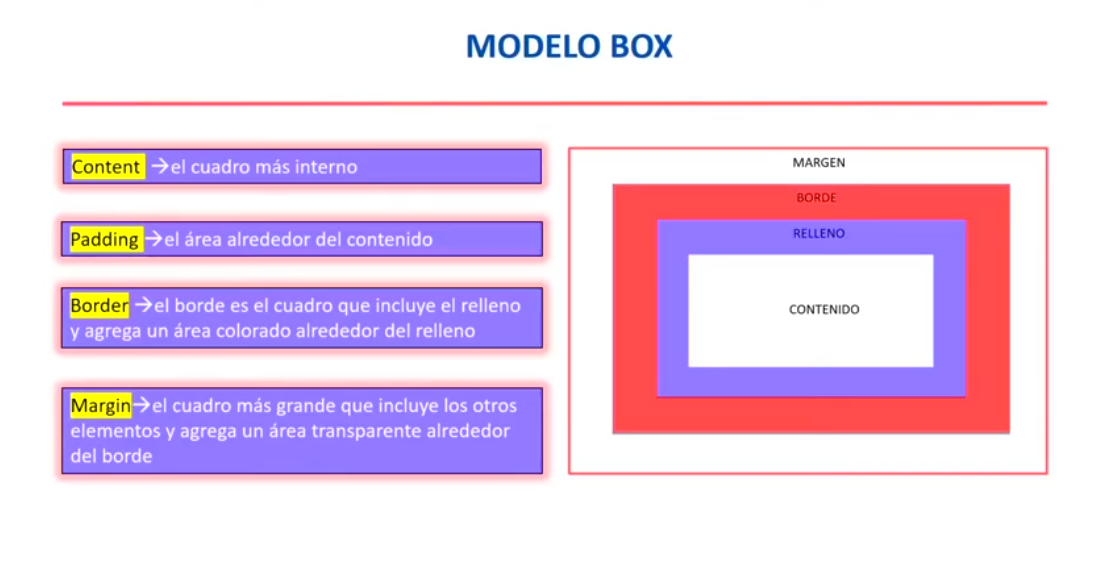 MODELO BOX
Content →el cuadro más interno
Padding→el área alrededor del contenido
Border →el borde es el cuadro que incluye el relleno
y agrega un área colorado alrededor del relleno
Margin→el cuadro más grande que incluye los otros
elementos y agrega un área transparente alrededor
del borde
MARGEN
BORDE
RELLENO
CONTENIDO